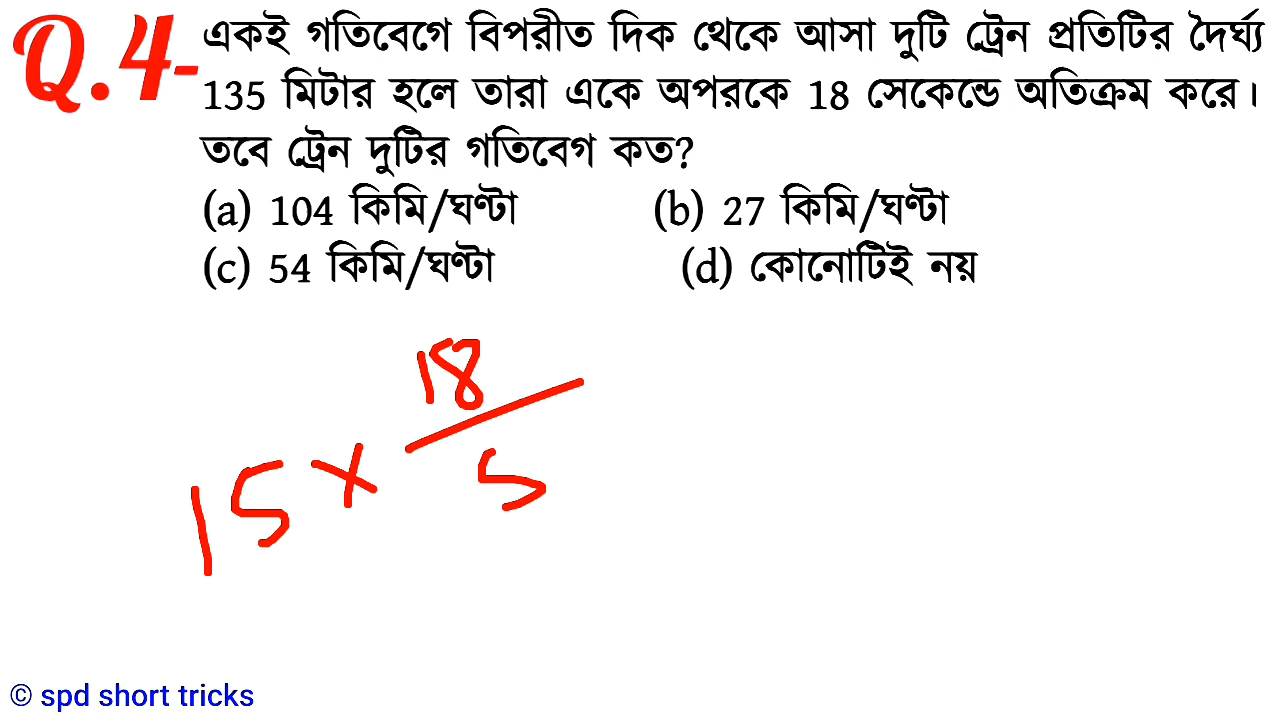 Q.4- একই গতিবেগে বিপরীত দিক থেকে আসা দুটি ট্রেন প্রতিটির দৈর্ঘ্য
135 মিটার হলে তারা একে অপরকে 18 সেকেন্ডে অতিক্রম করে।
তবে ট্রেন দুটির গতিবেগ কত?
(a) 104 কিমি/ঘণ্টা (b) 27 কিমি/ঘণ্টা
(c) 54 কিমি/ঘণ্টা (d) কোনোটিই নয়
18
15 ×
5
© spd short tricks